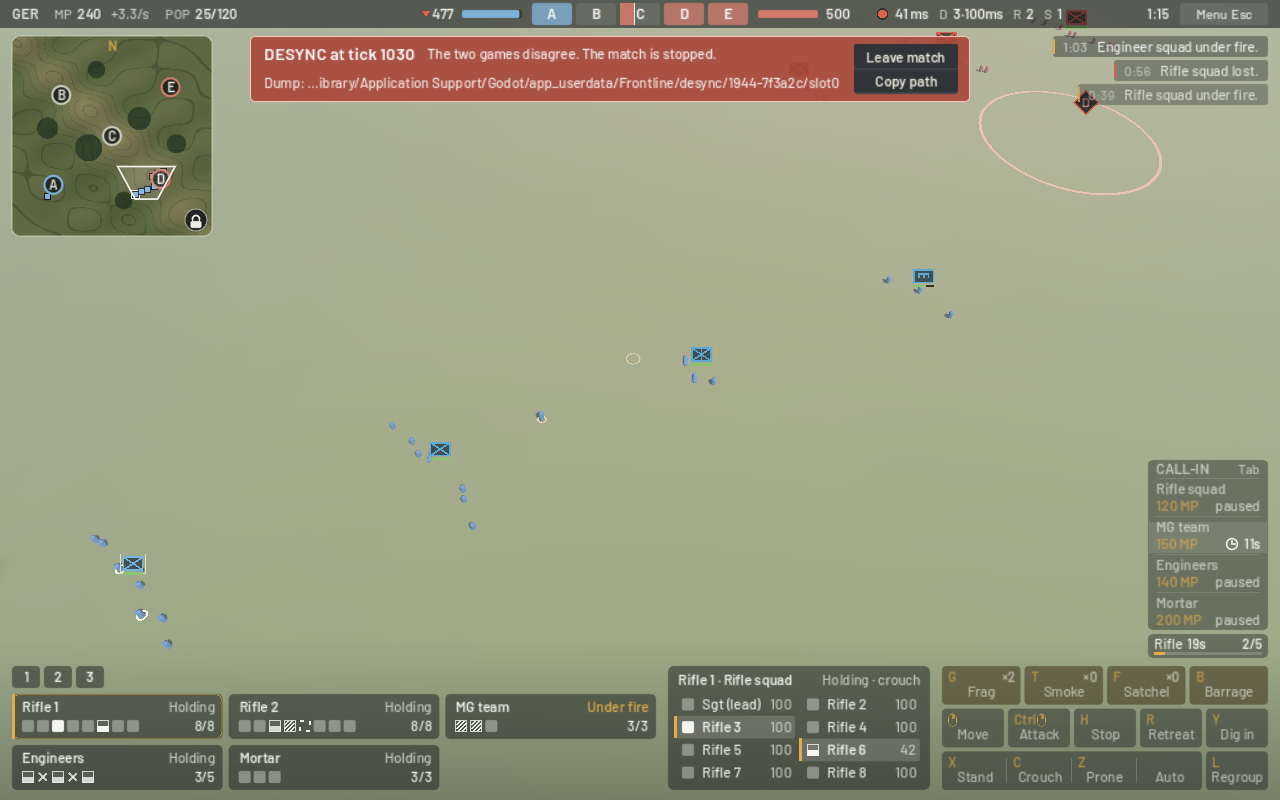 GER MP 240 +3.3/s POP 25/120
477 A B C D E 500
41 ms D 3·100ms R 2 S 1 1:15 Menu Esc
N
B
E
C
A
D
DESYNC at tick 1030 The two games disagree. The match is stopped.
Dump: ...ibrary/Application Support/Godot/app_userdata/Frontline/desync/1944-7f3a2c/slot0
Leave match
Copy path
1:03 Engineer squad under fire.
0:56 Rifle squad lost.
0:39 Rifle squad under fire.
D
E
CALL-IN Tab
Rifle squad
120 MP paused
MG team
150 MP 11s
Engineers
140 MP paused
Mortar
200 MP paused
Rifle 19s 2/5
1 2 3
Rifle 1 Holding
8/8
Rifle 2 Holding
8/8
MG team Under fire
3/3
Engineers Holding
3/5
Mortar Holding
3/3
Rifle 1 · Rifle squad Holding · crouch
Sgt (lead) 100 Rifle 2 100
Rifle 3 100 Rifle 4 100
Rifle 5 100 Rifle 6 42
Rifle 7 100 Rifle 8 100
G ×2 T ×0 F ×0 B
Frag Smoke Satchel Barrage
Ctrl H R Y
Move Attack Stop Retreat Dig in
X C Z L
Stand Crouch Prone Auto Regroup